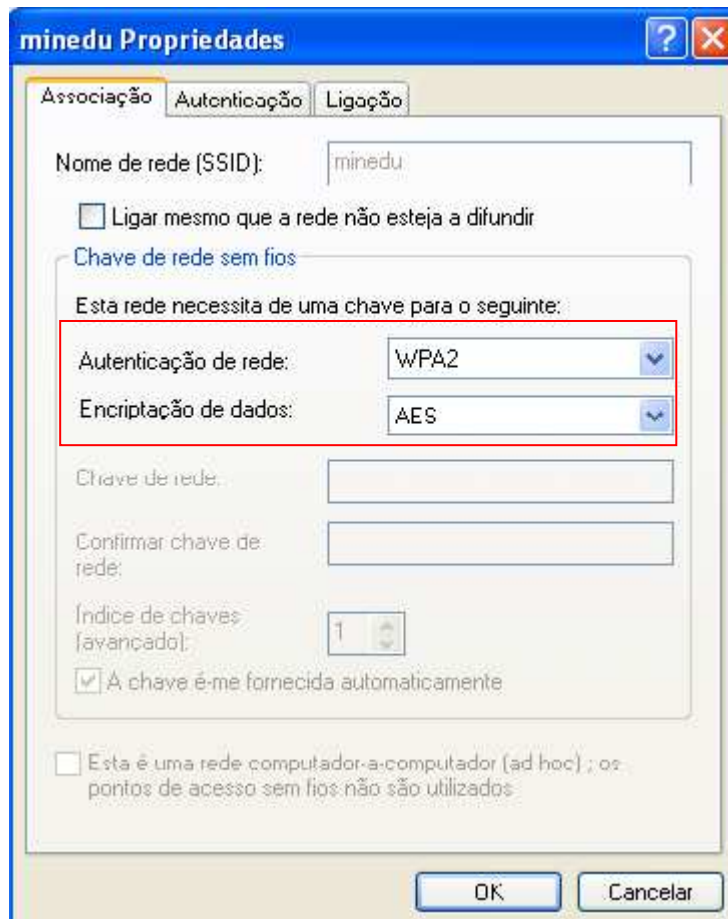 minedu Propriedades
Associação Autenticação Ligação
Nome de rede (SSID): minedu
Ligar mesmo que a rede não esteja a difundir
Chave de rede sem fios
Esta rede necessita de uma chave para o seguinte:
Autenticação de rede: WPA2
Encriptação de dados: AES
Chave de rede:
Confirmar chave de
rede:
Índice de chaves
(avançado): 1
A chave é-me fornecida automaticamente
Esta é uma rede computador-a-computador (ad hoc) ; os
pontos de acesso sem fios não são utilizados
OK Cancelar